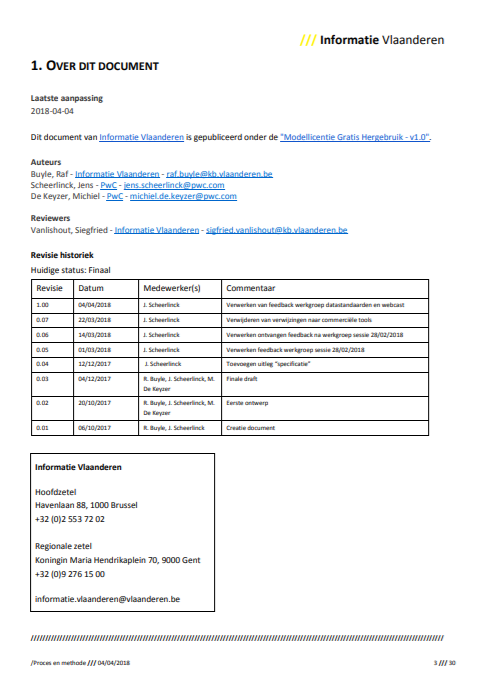 /// Informatie Vlaanderen
1. OVER DIT DOCUMENT
Laatste aanpassing
2018-04-04
Dit document van Informatie Vlaanderen is gepubliceerd onder de "Modellicentie Gratis Hergebruik - v1.0".
Auteurs
Buyle, Raf - Informatie Vlaanderen - raf.buyle@kb.vlaanderen.be
Scheerlinck, Jens - PwC - jens.scheerlinck@pwc.com
De Keyzer, Michiel - PwC - michiel.de.keyzer@pwc.com
Reviewers
Vanlishout, Siegfried - Informatie Vlaanderen - sigfried.vanlishout@kb.vlaanderen.be
Revisie historiek
Huidige status: Finaal
Revisie Datum Medewerker(s) Commentaar
1.00 04/04/2018 J. Scheerlinck Verwerken van feedback werkgroep datastandaarden en webcast
0.07 22/03/2018 J. Scheerlinck Verwijderen van verwijzingen naar commerciële tools
0.06 14/03/2018 J. Scheerlinck Verwerken ontvangen feedback na werkgroep sessie 28/02/2018
0.05 01/03/2018 J. Scheerlinck Verwerken feedback werkgroep sessie 28/02/2018
0.04 12/12/2017 J. Scheerlinck Toevoegen uitleg "specificatie"
0.03 04/12/2017 R. Buyle, J. Scheerlinck, M. Finale draft
De Keyzer
0.02 20/10/2017 R. Buyle, J. Scheerlinck, M. Eerste ontwerp
De Keyzer
0.01 06/10/2017 R. Buyle, J. Scheerlinck Creatie document
Informatie Vlaanderen
Hoofdzetel
Havenlaan 88, 1000 Brussel
+32 (0)2 553 72 02
Regionale zetel
Koningin Maria Hendrikaplein 70, 9000 Gent
+32 (0)9 276 15 00
informatie.vlaanderen@vlaanderen.be
/Proces en methode /// 04/04/2018 3 /// 30